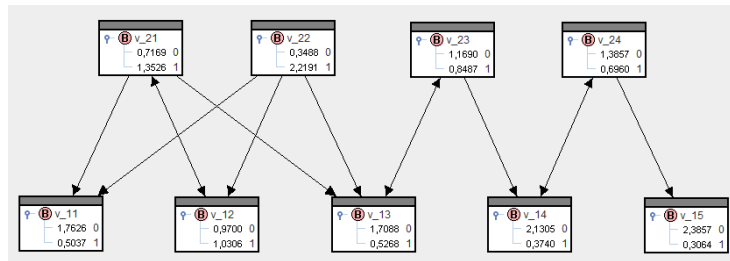 B v_21
0,7169 0
1,3526 1
B v_22
0,3488 0
2,2191 1
B v_23
1,1690 0
0,8487 1
B v_24
1,3857 0
0,6960 1
B v_11
1,7626 0
0,5037 1
B v_12
0,9700 0
1,0306 1
B v_13
1,7088 0
0,5268 1
B v_14
2,1305 0
0,3740 1
B v_15
2,3857 0
0,3064 1